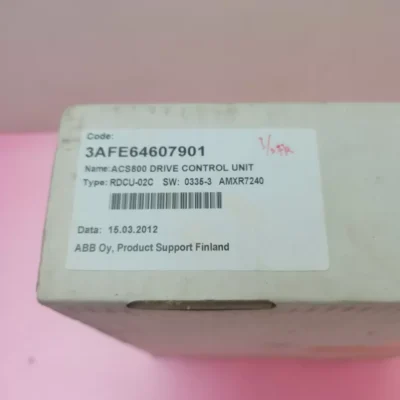 Code:
3AFE64607901
Name: ACS800 DRIVE CONTROL UNIT
Type: RDCU-02C SW: 0335-3 AMXR7240
Data: 15.03.2012
ABB Oy, Product Support Finland